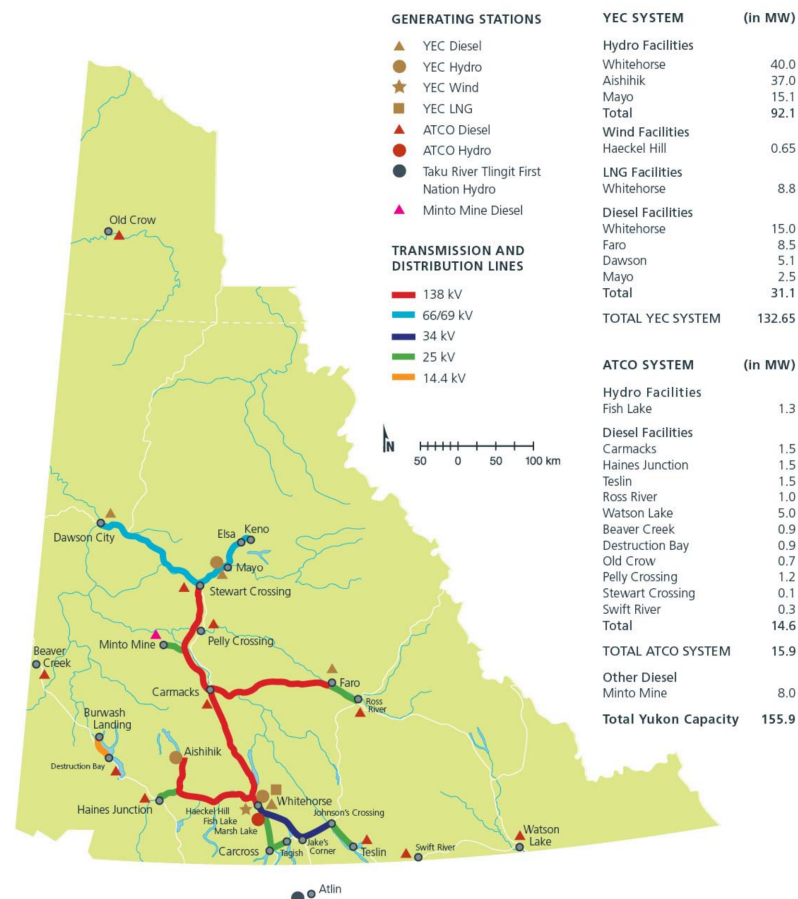 GENERATING STATIONS
YEC Diesel
YEC Hydro
YEC Wind
YEC LNG
ATCO Diesel
ATCO Hydro
Taku River Tlingit First
Nation Hydro
Minto Mine Diesel
TRANSMISSION AND
DISTRIBUTION LINES
138 kV
66/69 kV
34 kV
25 kV
14.4 kV
N
50 0 50 100 km
YEC SYSTEM (in MW)
Hydro Facilities
Whitehorse 40.0
Aishihik 37.0
Mayo 15.1
Total 92.1
Wind Facilities
Haeckel Hill 0.65
LNG Facilities
Whitehorse 8.8
Diesel Facilities
Whitehorse 15.0
Faro 8.5
Dawson 5.1
Mayo 2.5
Total 31.1
TOTAL YEC SYSTEM 132.65
ATCO SYSTEM (in MW)
Hydro Facilities
Fish Lake 1.3
Diesel Facilities
Carmacks 1.5
Haines Junction 1.5
Teslin 1.5
Ross River 1.0
Watson Lake 5.0
Beaver Creek 0.9
Destruction Bay 0.9
Old Crow 0.7
Pelly Crossing 1.2
Stewart Crossing 0.1
Swift River 0.3
Total 14.6
TOTAL ATCO SYSTEM 15.9
Other Diesel
Minto Mine 8.0
Total Yukon Capacity 155.9
Old Crow
Dawson City
Elsa
Keno
Mayo
Stewart Crossing
Minto Mine
Pelly Crossing
Beaver
Creek
Carmacks
Faro
Ross
River
Burwash
Landing
Aishihik
Destruction Bay
Haines Junction
Haeckel Hill
Fish Lake
Marsh Lake
Whitehorse
Johnson's Crossing
Carcross
Tagish
Jake's
Corner
Teslin
Swift River
Watson
Lake
Atlin